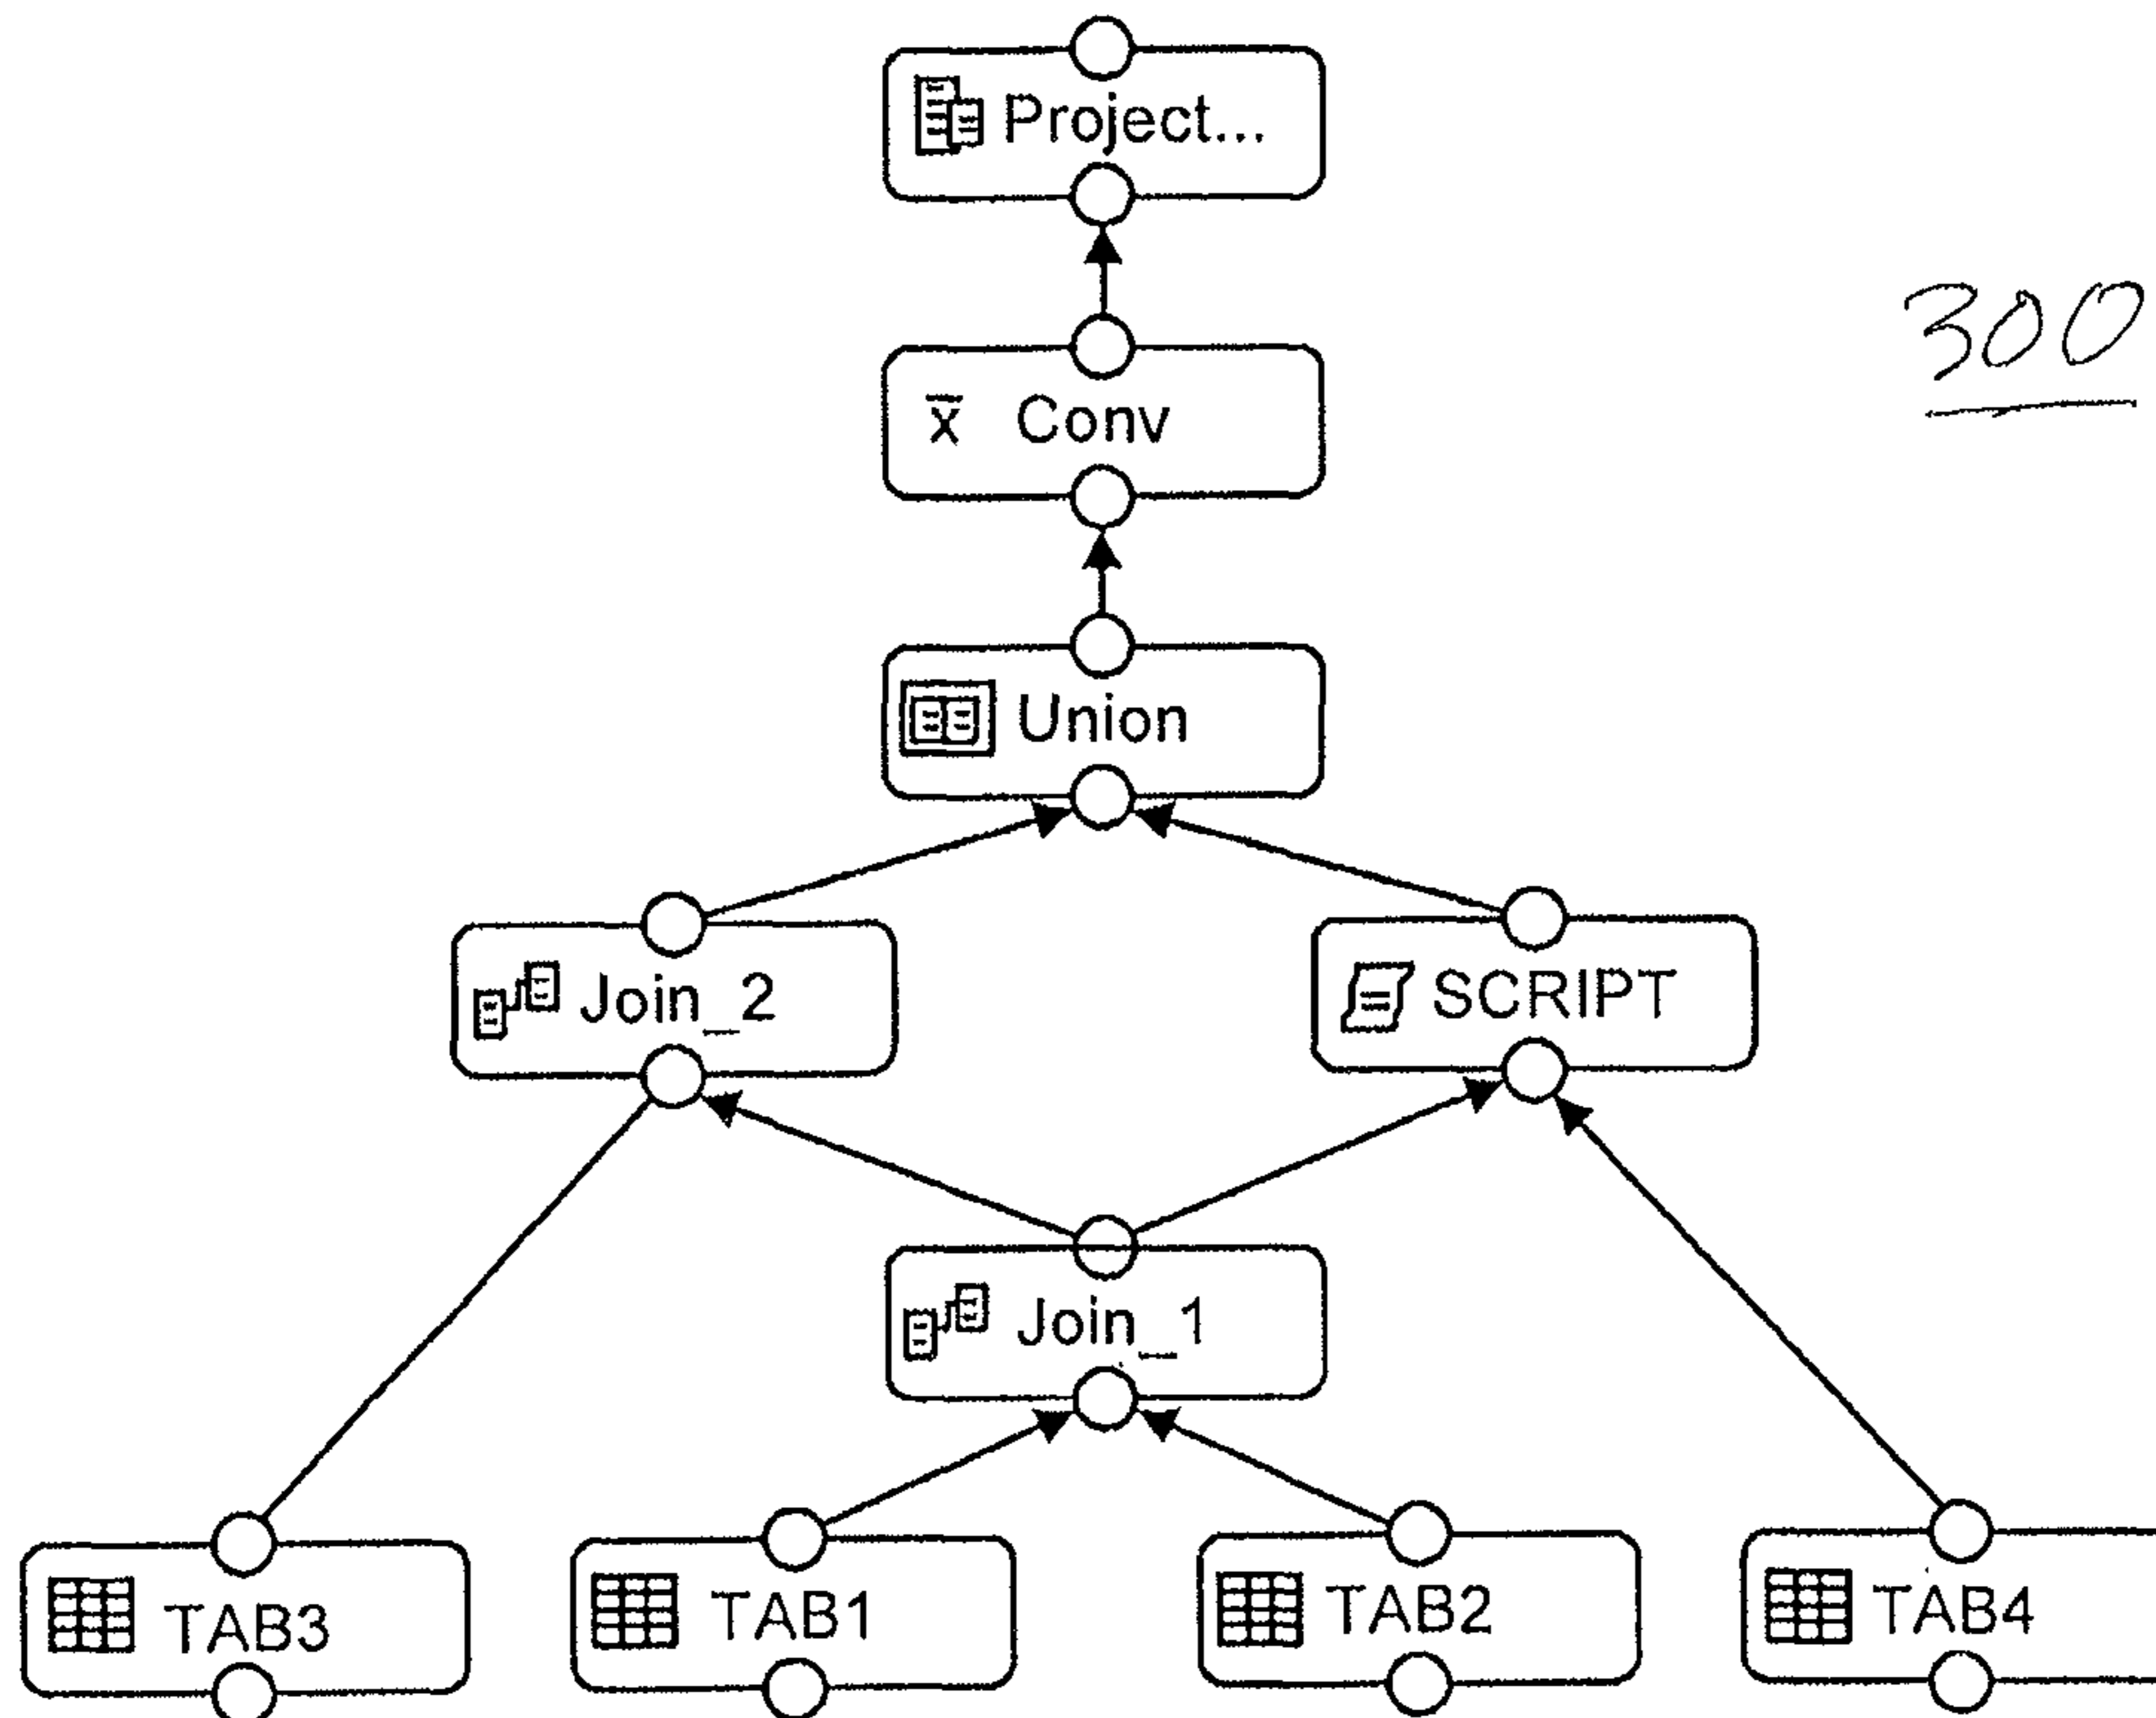 Project...
300
x̄ Conv
Union
Join_2
SCRIPT
Join_1
TAB3
TAB1
TAB2
TAB4